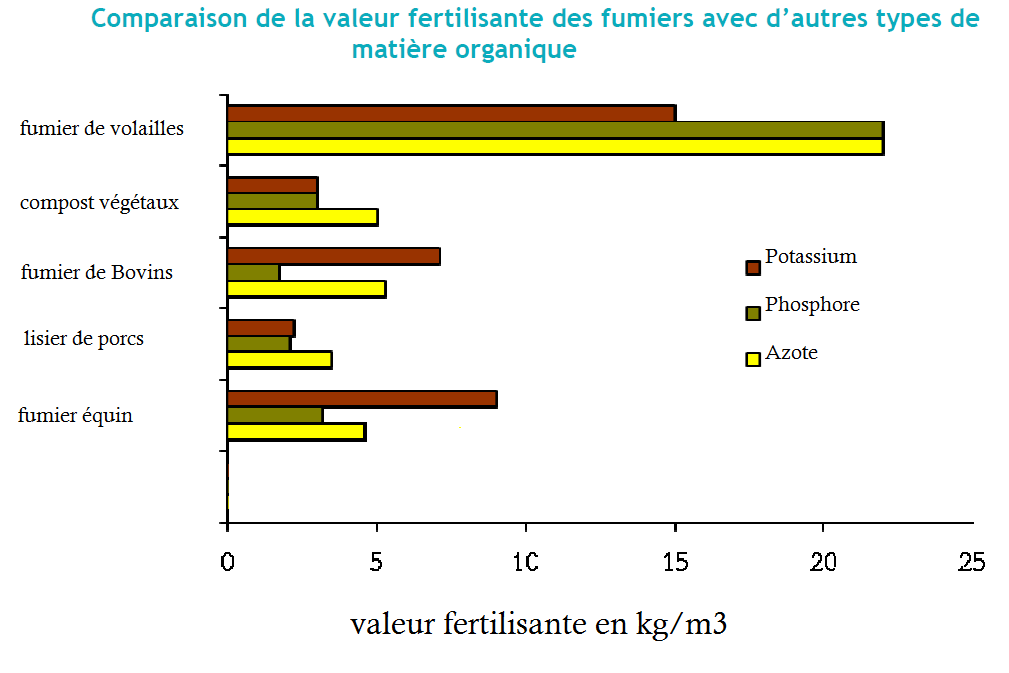 Comparaison de la valeur fertilisante des fumiers avec d’autres types de
matière organique
fumier de volailles
compost végétaux
fumier de Bovins
lisier de porcs
fumier équin
Potassium
Phosphore
Azote
0 5 10 15 20 25
valeur fertilisante en kg/m3